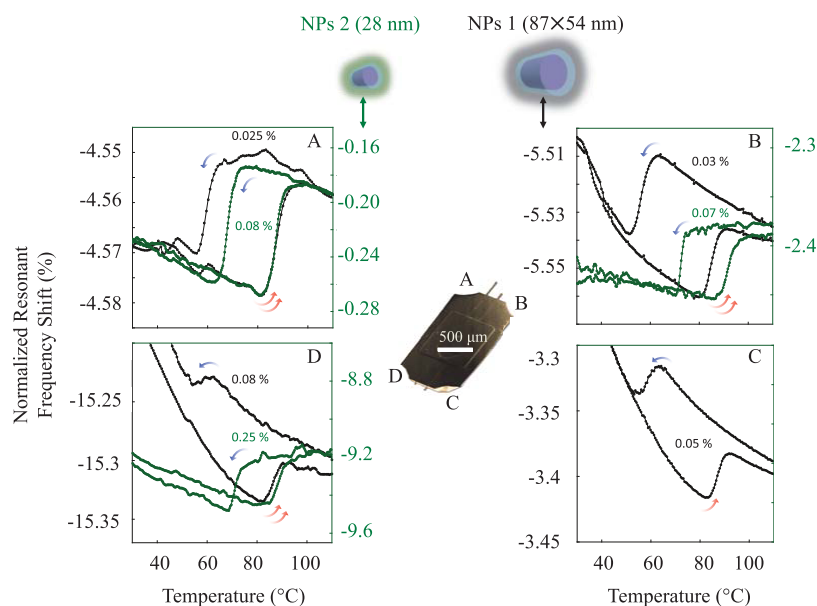 NPs 2 (28 nm)
NPs 1 (87×54 nm)
Normalized Resonant
Frequency Shift (%)
A
0.025 %
0.08 %
-4.55
-4.56
-4.57
-4.58
-0.16
-0.20
-0.24
-0.28
B
0.03 %
0.07 %
-5.51
-5.53
-5.55
-2.3
-2.4
A
B
500 μm
D
C
D
0.08 %
0.25 %
-15.25
-15.3
-15.35
-8.8
-9.2
-9.6
40
60
80
100
Temperature (°C)
C
0.05 %
-3.3
-3.35
-3.4
-3.45
40
60
80
100
Temperature (°C)